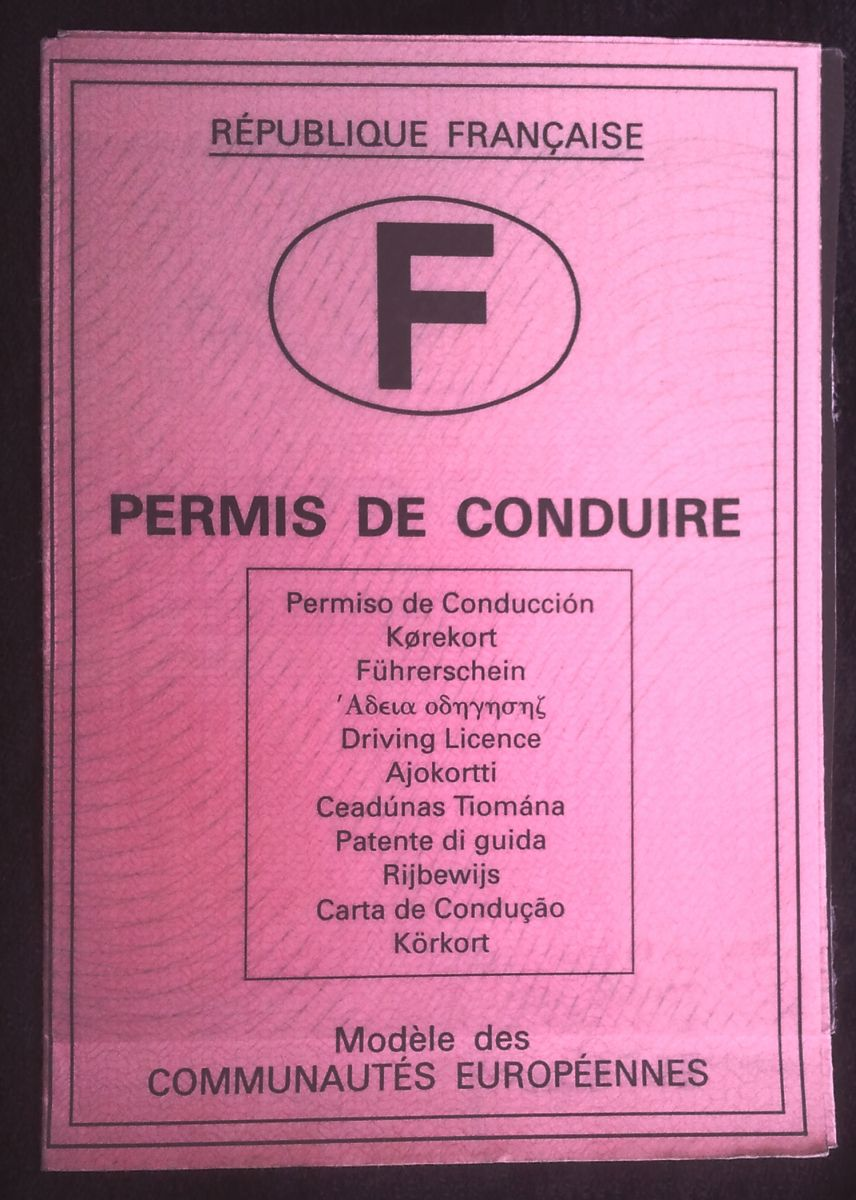 RÉPUBLIQUE FRANÇAISE
F
PERMIS DE CONDUIRE
Permiso de Conducción
Kørekort
Führerschein
Άδεια οδηγησηζ
Driving Licence
Ajokortti
Ceadúnas Tiomána
Patente di guida
Rijbewijs
Carta de Condução
Körkort
Modèle des
COMMUNAUTÉS EUROPÉENNES